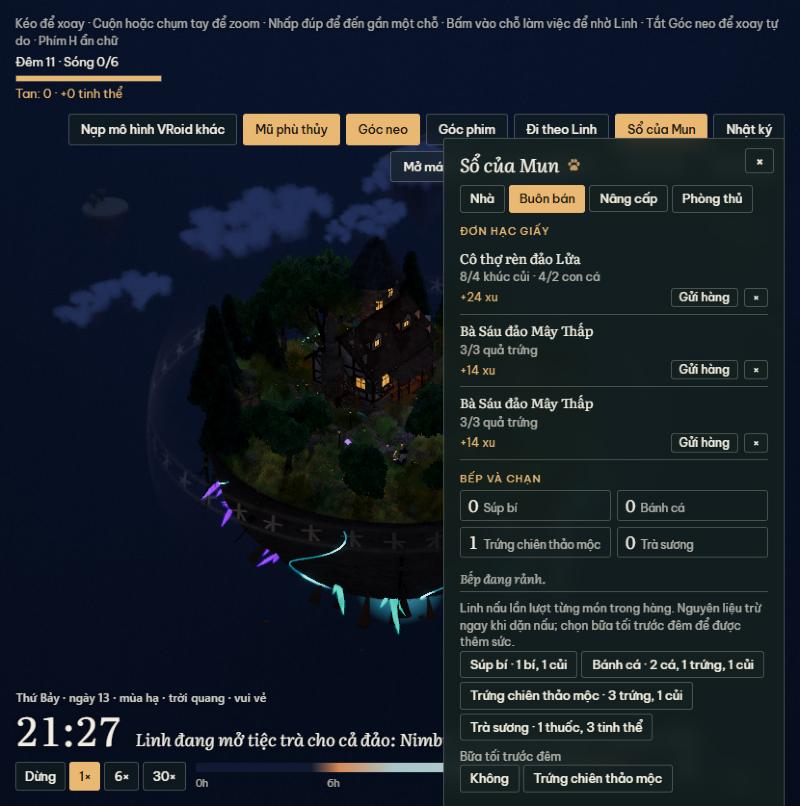 Kéo để xoay · Cuộn hoặc chụm tay để zoom · Nhấp đúp để đến gần một chỗ · Bấm vào chỗ làm việc để nhờ Linh · Tắt Góc neo để xoay tự
do · Phím H ẩn chữ
Đêm 11 · Sóng 0/6
Tan: 0 · +0 tinh thể
Nạp mô hình VRoid khác
Mũ phù thủy
Góc neo
Góc phim
Đi theo Linh
Sổ của Mun
Nhật ký
Mở má
Sổ của Mun
×
Nhà
Buôn bán
Nâng cấp
Phòng thủ
ĐƠN HẠC GIẤY
Cô thợ rèn đảo Lửa
8/4 khúc củi · 4/2 con cá
+24 xu
Gửi hàng
×
Bà Sáu đảo Mây Thấp
3/3 quả trứng
+14 xu
Gửi hàng
×
Bà Sáu đảo Mây Thấp
3/3 quả trứng
+14 xu
Gửi hàng
×
BẾP VÀ CHẠN
0 Súp bí
0 Bánh cá
1 Trứng chiên thảo mộc
0 Trà sương
Bếp đang rảnh.
Linh nấu lần lượt từng món trong hàng. Nguyên liệu trừ
ngay khi dặn nấu; chọn bữa tối trước đêm để được
thêm sức.
Súp bí · 1 bí, 1 củi
Bánh cá · 2 cá, 1 trứng, 1 củi
Trứng chiên thảo mộc · 3 trứng, 1 củi
Trà sương · 1 thuốc, 3 tinh thể
Bữa tối trước đêm
Không
Trứng chiên thảo mộc
Thứ Bảy · ngày 13 · mùa hạ · trời quang · vui vẻ
21:27
Linh đang mở tiệc trà cho cả đảo: Nimb
Dừng
1×
6×
30×
0h
6h